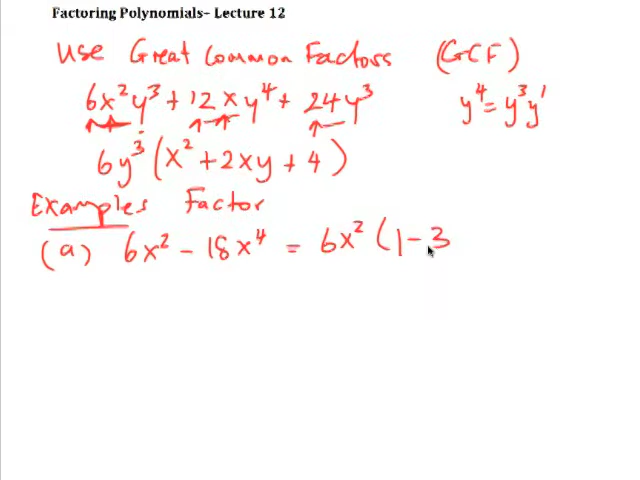 Factoring Polynomials– Lecture 12
Use Great Common Factors (GCF)
6x²y³ + 12xy⁴ + 24y³ y⁴ = y³y¹
6y³(x² + 2xy + 4)
Examples Factor
(a) 6x² − 18x⁴ = 6x²(1−3